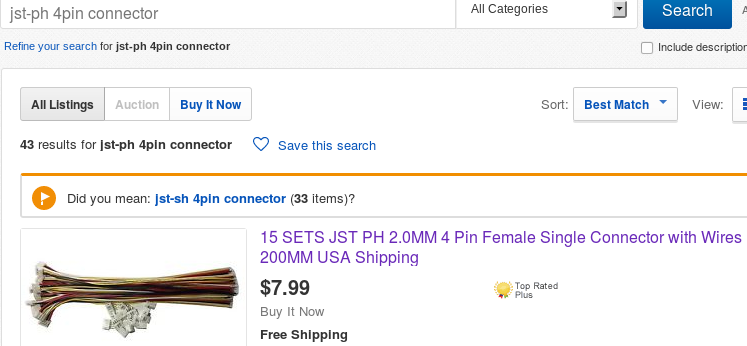 jst-ph 4pin connector
All Categories
Search
Refine your search for jst-ph 4pin connector
Include description
All Listings
Auction
Buy It Now
Sort: Best Match
View:
43 results for jst-ph 4pin connector
Save this search
Did you mean: jst-sh 4pin connector (33 items)?
15 SETS JST PH 2.0MM 4 Pin Female Single Connector with Wires
200MM USA Shipping
$7.99
Top Rated
Plus
Buy It Now
Free Shipping